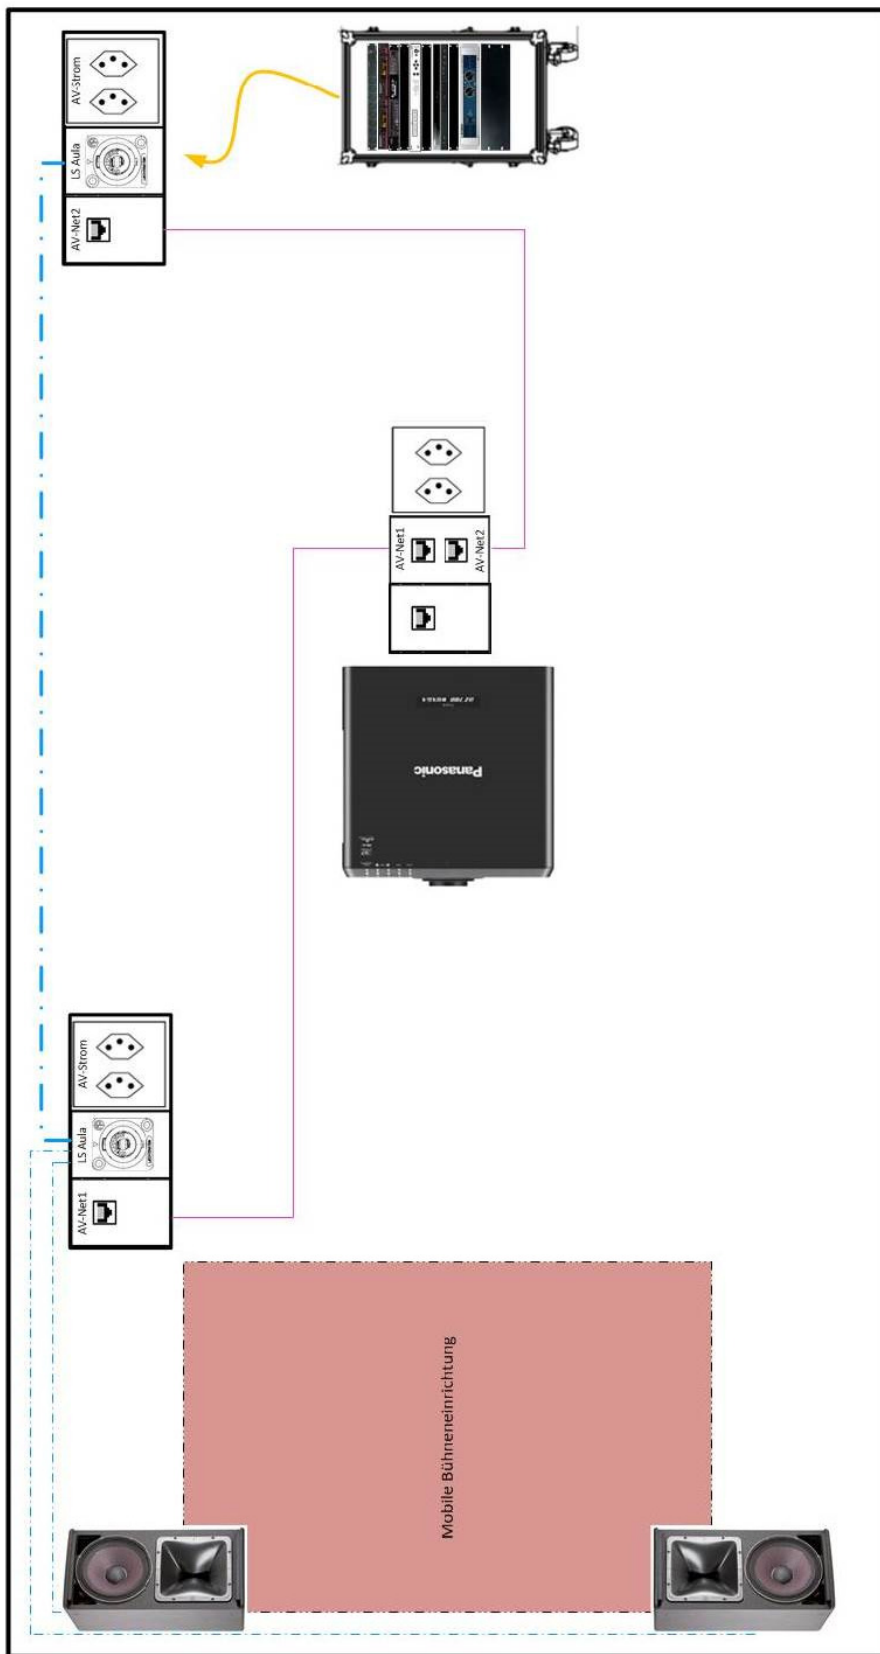 AV-Strom
LS Aula
AV-Net2
AV-Net1
AV-Net2
Panasonic
AV-Strom
LS Aula
AV-Net1
Mobile Bühneneinrichtung